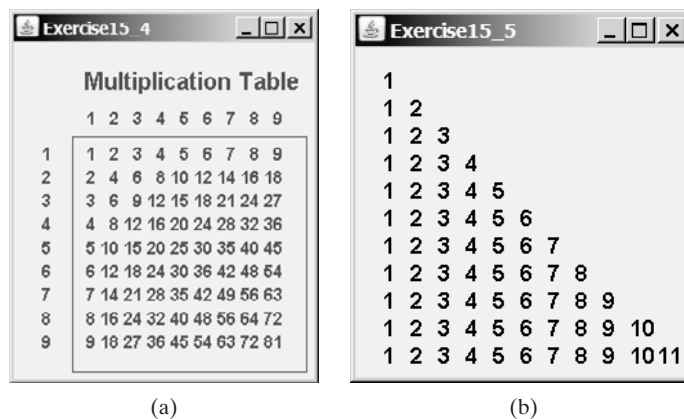 Exercise15_4
Multiplication Table
1 2 3 4 5 6 7 8 9
1 1 2 3 4 5 6 7 8 9
2 2 4 6 8 10 12 14 16 18
3 3 6 9 12 15 18 21 24 27
4 4 8 12 16 20 24 28 32 36
5 5 10 15 20 25 30 35 40 45
6 6 12 18 24 30 36 42 48 54
7 7 14 21 28 35 42 49 56 63
8 8 16 24 32 40 48 56 64 72
9 9 18 27 36 45 54 63 72 81
(a)
Exercise15_5
1
1 2
1 2 3
1 2 3 4
1 2 3 4 5
1 2 3 4 5 6
1 2 3 4 5 6 7
1 2 3 4 5 6 7 8
1 2 3 4 5 6 7 8 9
1 2 3 4 5 6 7 8 9 10
1 2 3 4 5 6 7 8 9 1011
(b)